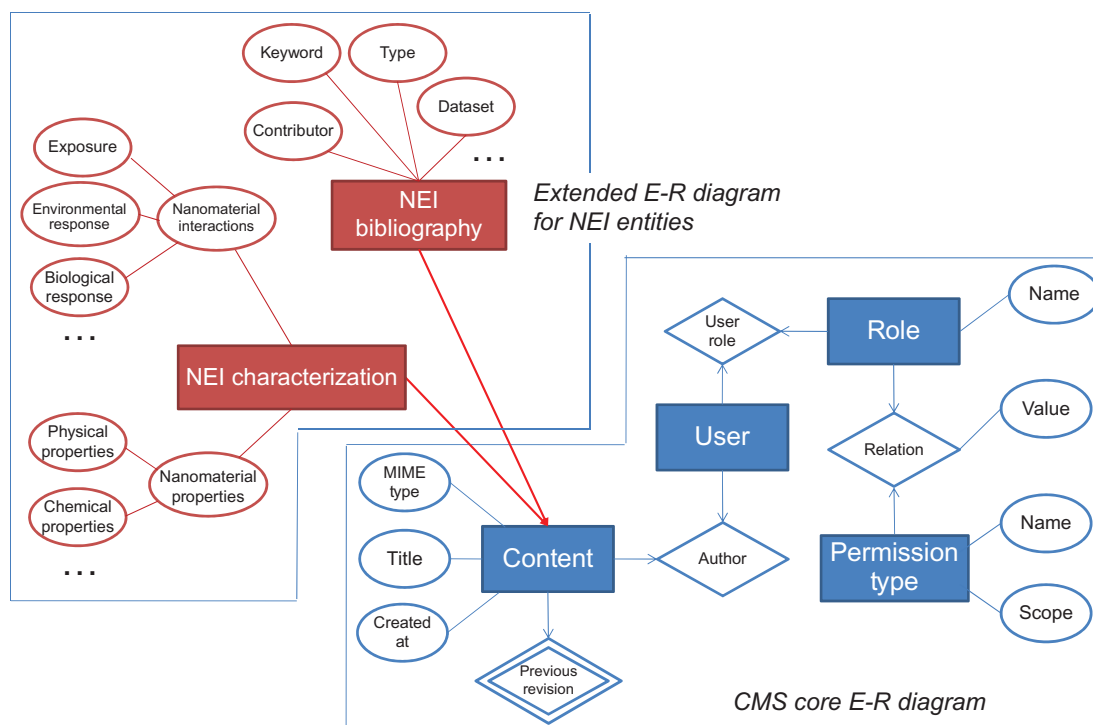 Keyword
Type
Dataset
Contributor
...
Exposure
Environmental
response
Nanomaterial
interactions
Biological
response
...
NEI
bibliography
Extended E-R diagram
for NEI entities
NEI characterization
Physical
properties
Nanomaterial
properties
Chemical
properties
...
Name
User
role
Role
User
Value
Relation
MIME
type
Title
Content
Author
Created
at
Name
Permission
type
Scope
Previous
revision
CMS core E-R diagram